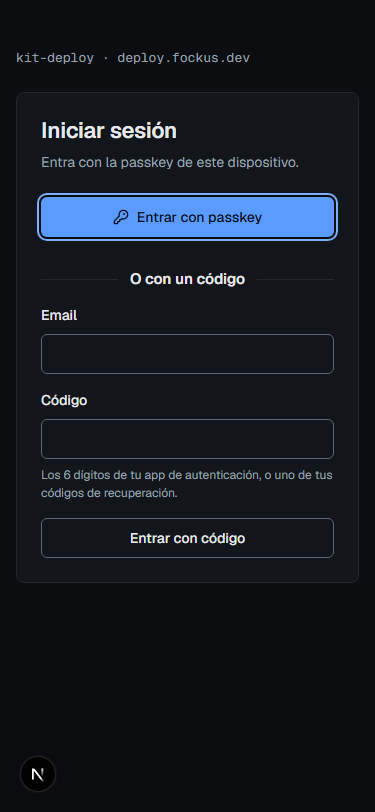 kit-deploy · deploy.fockus.dev
Iniciar sesión
Entra con la passkey de este dispositivo.
Entrar con passkey
O con un código
Email
Código
Los 6 dígitos de tu app de autenticación, o uno de tus
códigos de recuperación.
Entrar con código
N